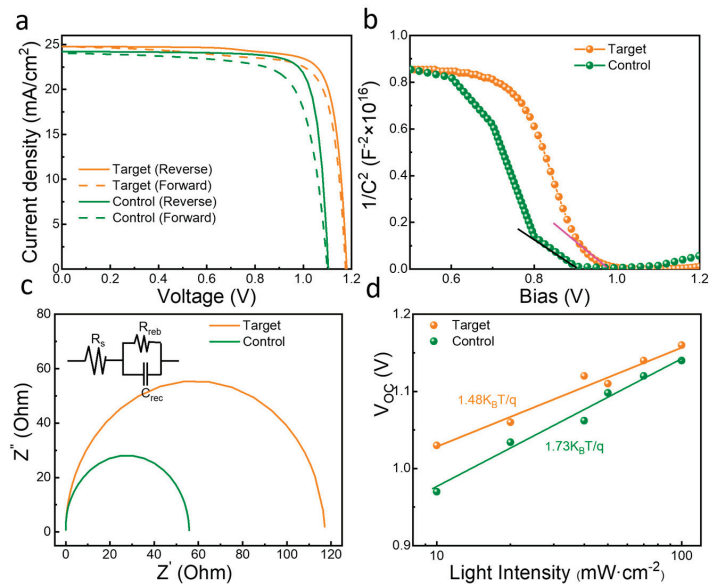 a
Current density (mA/cm²)
25
20
15
10
5
0
Target (Reverse)
Target (Forward)
Control (Reverse)
Control (Forward)
0.0 0.2 0.4 0.6 0.8 1.0 1.2
Voltage (V)
b
1/C² (F⁻²×10¹⁶)
1.0
0.8
0.6
0.4
0.2
0.0
Target
Control
0.6 0.8 1.0 1.2
Bias (V)
c
Z" (Ohm)
80
60
40
20
0
Rₛ
R_reb
C_rec
Target
Control
0 20 40 60 80 100 120
Z' (Ohm)
d
V_OC (V)
1.2
1.1
1.0
0.9
Target
Control
1.48K_BT/q
1.73K_BT/q
10 100
Light Intensity (mW·cm⁻²)